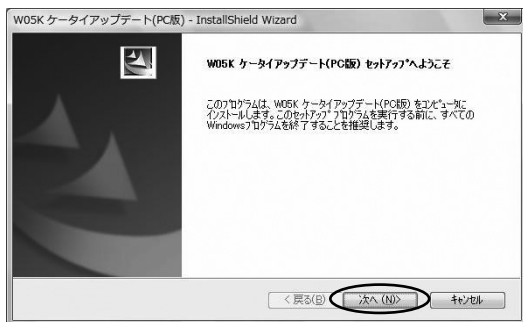 W05K ケータイアップデート(PC版) - InstallShield Wizard
W05K ケータイアップデート(PC版) セットアップへようこそ
このプログラムは、W05K ケータイアップデート(PC版) をコンピュータに
インストールします。このセットアップ プログラムを実行する前に、すべての
Windowsプログラムを終了することを推奨します。
< 戻る(B)
次へ (N)>
キャンセル